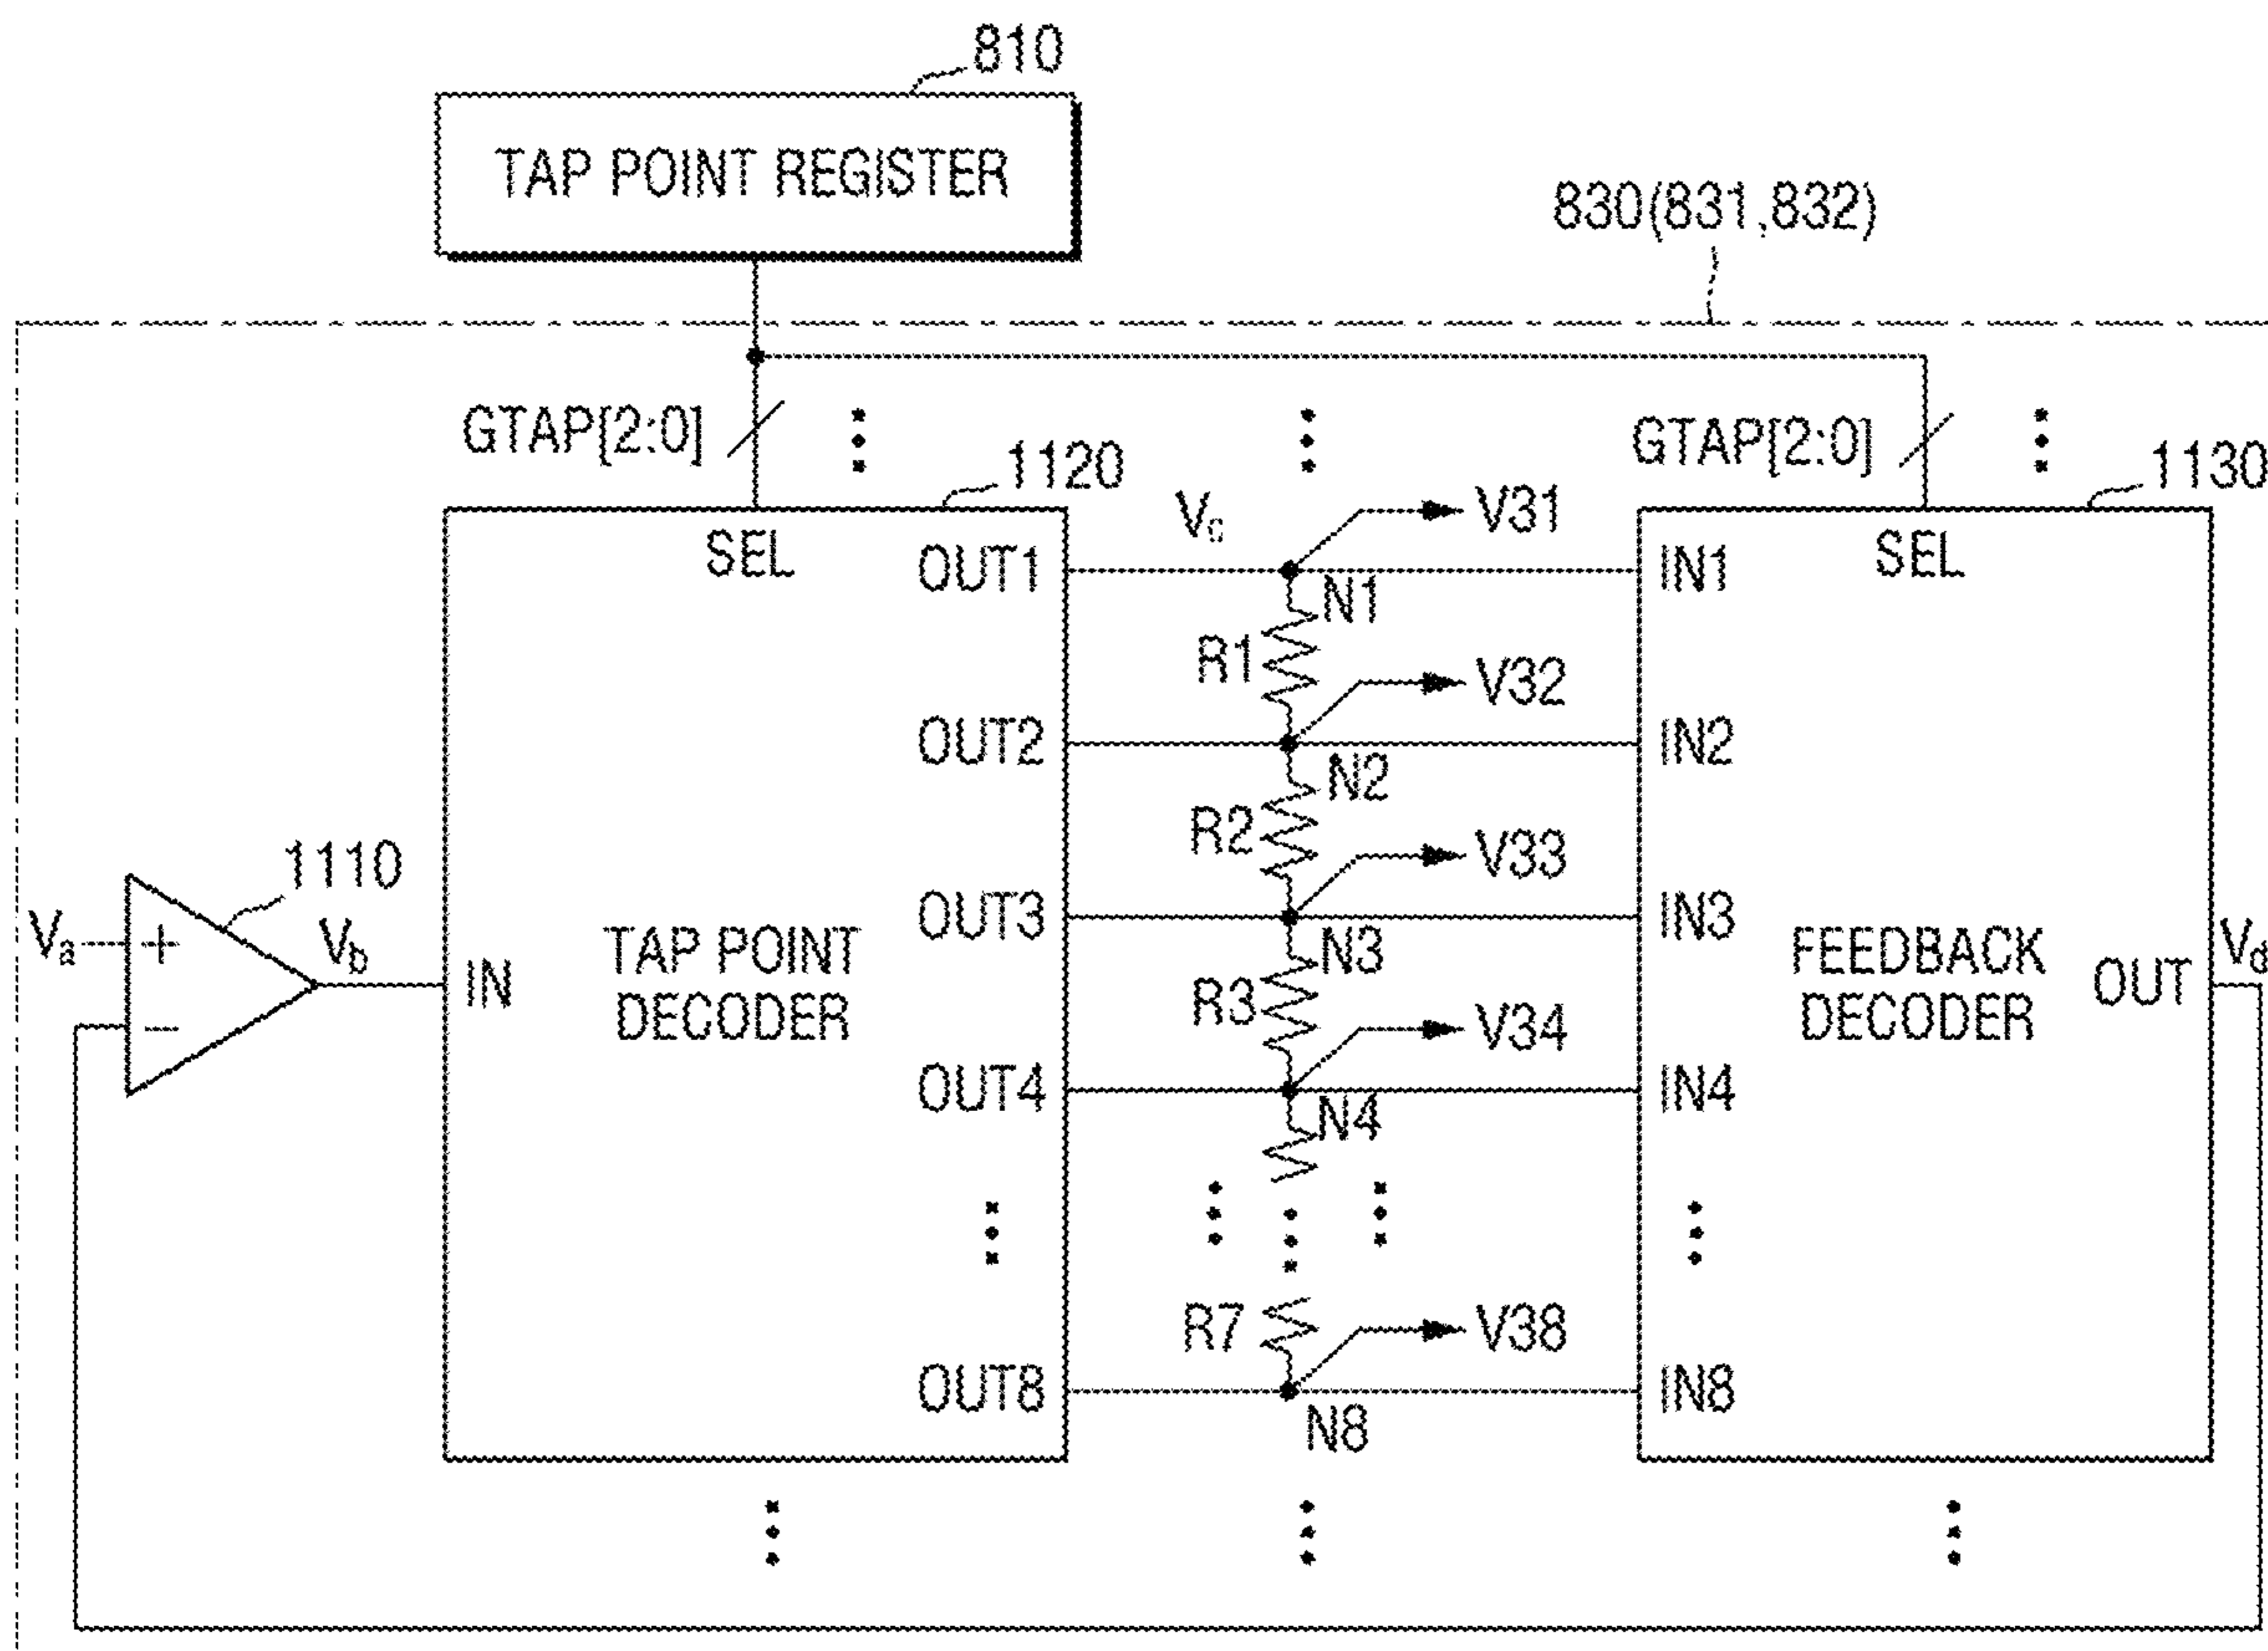 810
TAP POINT REGISTER
830(831,832)
GTAP[2:0]
GTAP[2:0]
1120
1130
SEL
SEL
Vc
V31
OUT1
IN1
N1
R1
V32
OUT2
IN2
N2
R2
V33
1110
OUT3
IN3
N3
Va
+
Vb
−
IN
TAP POINT
DECODER
FEEDBACK
DECODER
OUT
Vd
R3
V34
OUT4
IN4
N4
R7
V38
OUT8
IN8
N8